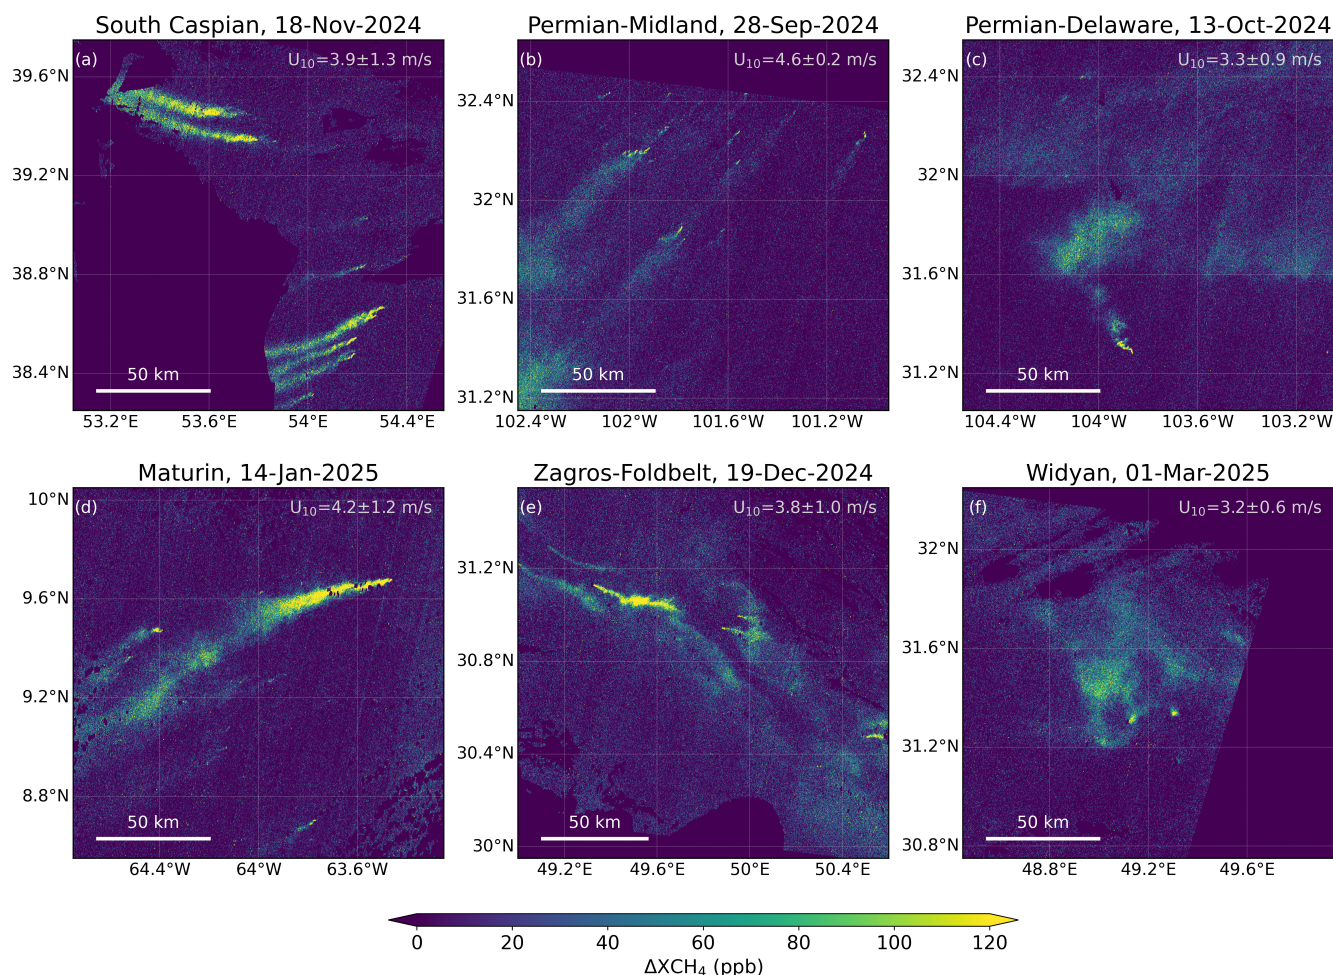 South Caspian, 18-Nov-2024
(a)
U10=3.9±1.3 m/s
39.6°N
39.2°N
38.8°N
38.4°N
50 km
53.2°E 53.6°E 54°E 54.4°E
Permian-Midland, 28-Sep-2024
(b)
U10=4.6±0.2 m/s
32.4°N
32°N
31.6°N
31.2°N
50 km
102.4°W 102°W 101.6°W 101.2°W
Permian-Delaware, 13-Oct-2024
(c)
U10=3.3±0.9 m/s
32.4°N
32°N
31.6°N
31.2°N
50 km
104.4°W 104°W 103.6°W 103.2°W
Maturin, 14-Jan-2025
(d)
U10=4.2±1.2 m/s
10°N
9.6°N
9.2°N
8.8°N
50 km
64.4°W 64°W 63.6°W
Zagros-Foldbelt, 19-Dec-2024
(e)
U10=3.8±1.0 m/s
31.2°N
30.8°N
30.4°N
30°N
50 km
49.2°E 49.6°E 50°E 50.4°E
Widyan, 01-Mar-2025
(f)
U10=3.2±0.6 m/s
32°N
31.6°N
31.2°N
30.8°N
50 km
48.8°E 49.2°E 49.6°E
0 20 40 60 80 100 120
ΔXCH4 (ppb)